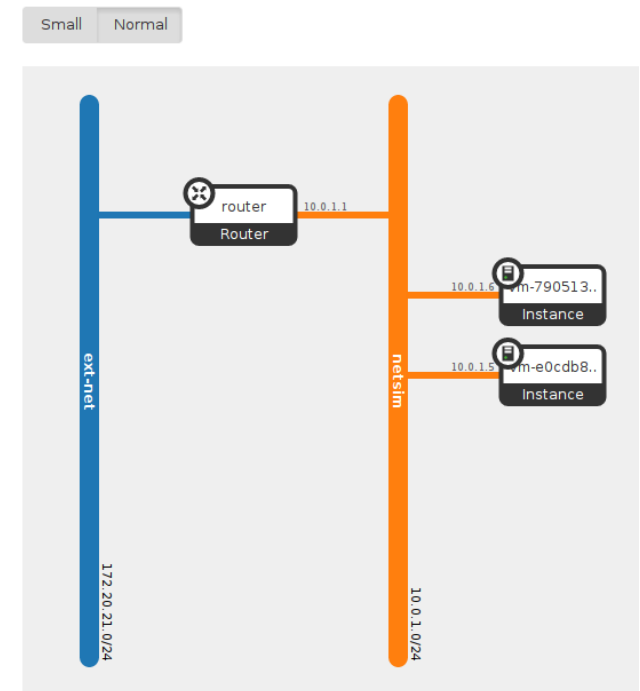 Small Normal
router
Router
10.0.1.1
10.0.1.6
vm-790513..
Instance
10.0.1.5
vm-e0cdb8..
Instance
ext-net
netsim
172.20.21.0/24
10.0.1.0/24